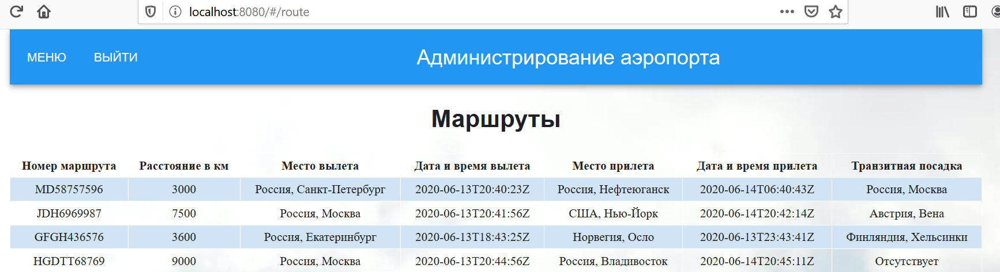 localhost:8080/#/route
МЕНЮ ВЫЙТИ Администрирование аэропорта
Маршруты
Номер маршрута Расстояние в км Место вылета Дата и время вылета Место прилета Дата и время прилета Транзитная посадка
MD58757596 3000 Россия, Санкт-Петербург 2020-06-13T20:40:23Z Россия, Нефтеюганск 2020-06-14T06:40:43Z Россия, Москва
JDH6969987 7500 Россия, Москва 2020-06-13T20:41:56Z США, Нью-Йорк 2020-06-14T20:42:14Z Австрия, Вена
GFGH436576 3600 Россия, Екатеринбург 2020-06-13T18:43:25Z Норвегия, Осло 2020-06-13T23:43:41Z Финляндия, Хельсинки
HGDTT68769 9000 Россия, Москва 2020-06-13T20:44:56Z Россия, Владивосток 2020-06-14T20:45:11Z Отсутствует